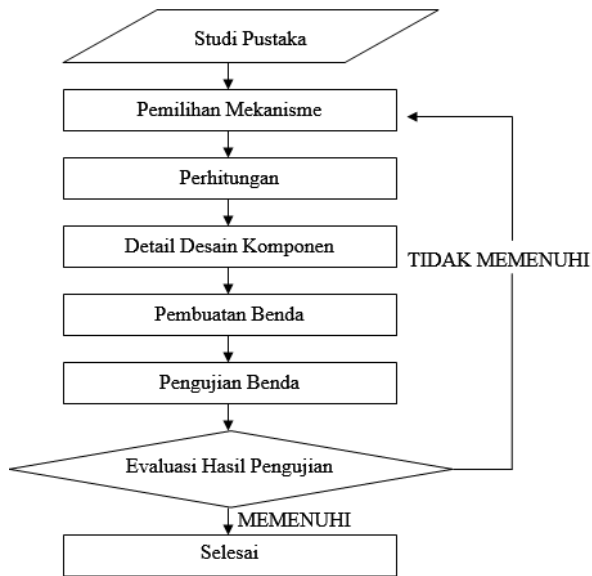 Studi Pustaka
Pemilihan Mekanisme
Perhitungan
Detail Desain Komponen
TIDAK MEMENUHI
Pembuatan Benda
Pengujian Benda
Evaluasi Hasil Pengujian
MEMENUHI
Selesai